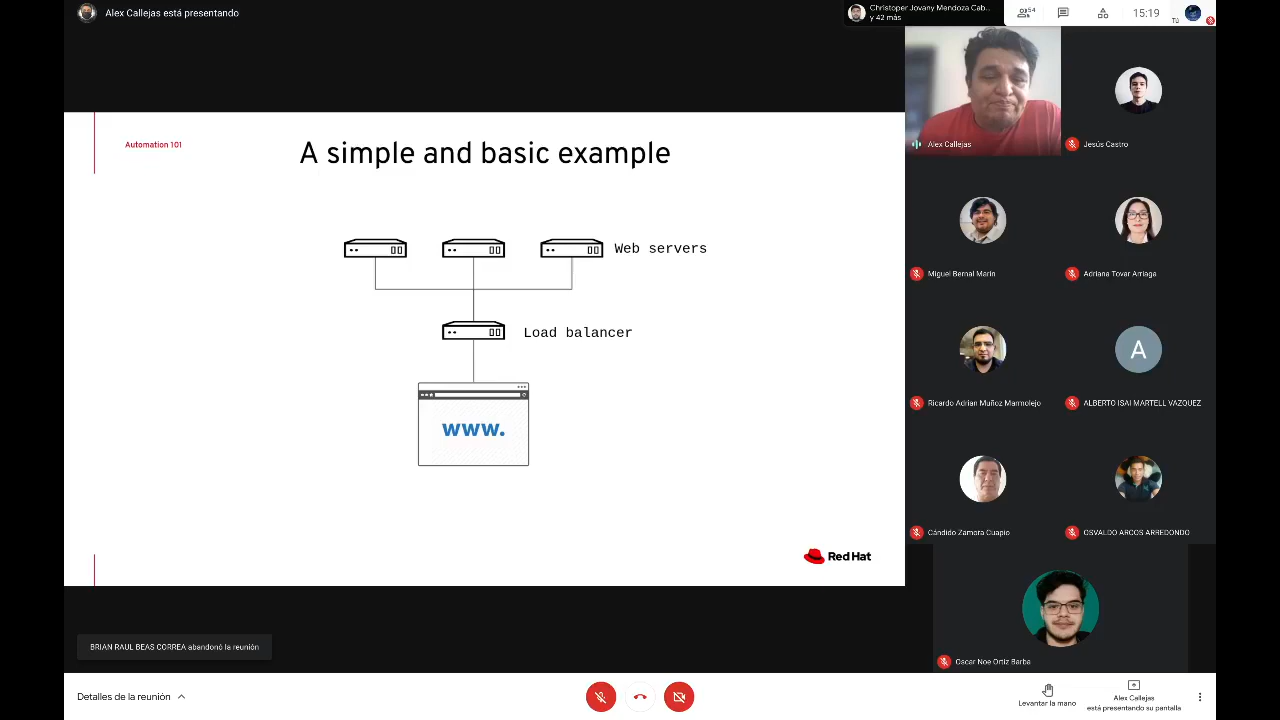 Alex Callejas está presentando
Christoper Jovany Mendoza Cab...
y 42 más
54
15:19
Tú
Automation 101
A simple and basic example
Web servers
Load balancer
www.
Red Hat
Alex Callejas
Jesús Castro
Miguel Bernal Marin
Adriana Tovar Arriaga
A
Ricardo Adrian Muñoz Marmolejo
ALBERTO ISAI MARTELL VAZQUEZ
Cándido Zamora Cuapio
OSVALDO ARCOS ARREDONDO
Oscar Noe Ortiz Barba
BRIAN RAUL BEAS CORREA abandonó la reunión
Detalles de la reunión
Levantar la mano
Alex Callejas
está presentando su pantalla